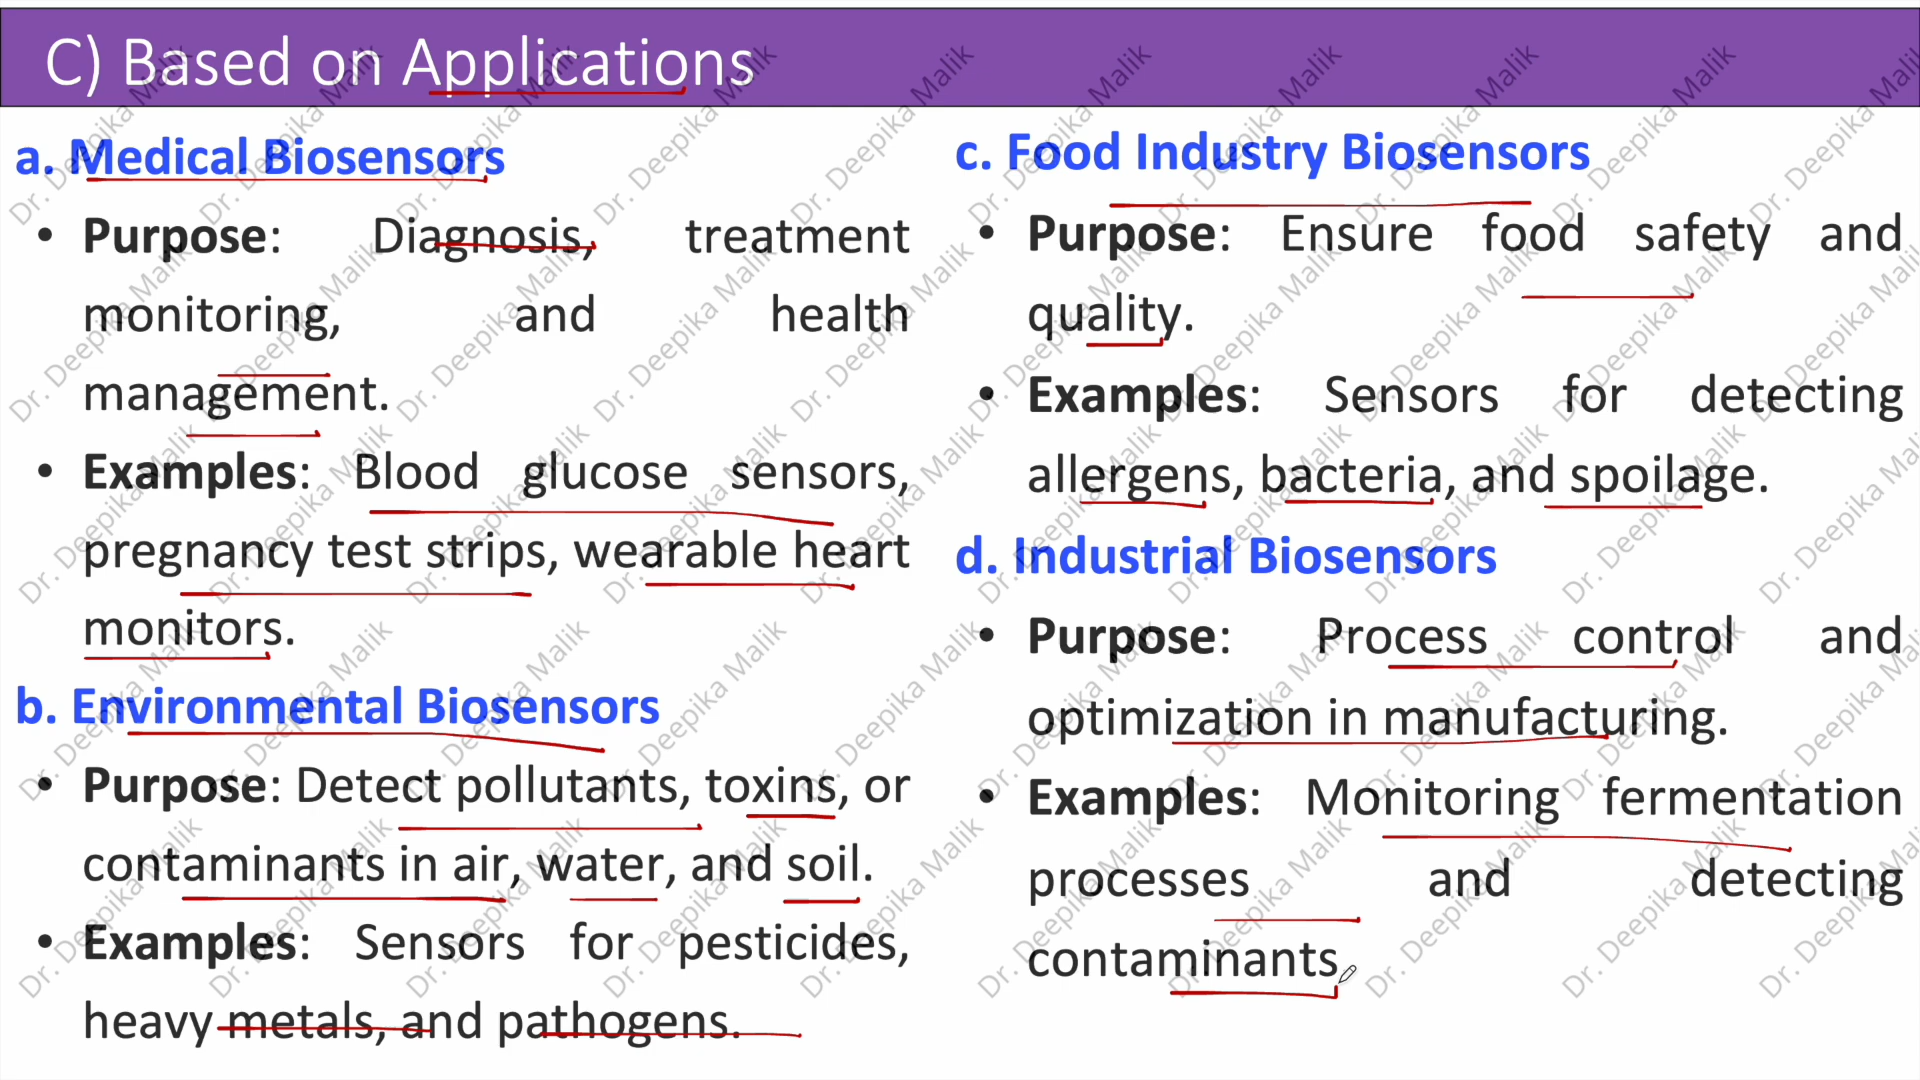 C) Based on Applications
a. Medical Biosensors
• Purpose: Diagnosis, treatment
monitoring, and health
management.
• Examples: Blood glucose sensors,
pregnancy test strips, wearable heart
monitors.
b. Environmental Biosensors
• Purpose: Detect pollutants, toxins, or
contaminants in air, water, and soil.
• Examples: Sensors for pesticides,
heavy metals, and pathogens.
c. Food Industry Biosensors
• Purpose: Ensure food safety and
quality.
• Examples: Sensors for detecting
allergens, bacteria, and spoilage.
d. Industrial Biosensors
• Purpose: Process control and
optimization in manufacturing.
• Examples: Monitoring fermentation
processes and detecting
contaminants.
Dr. Deepika Malik